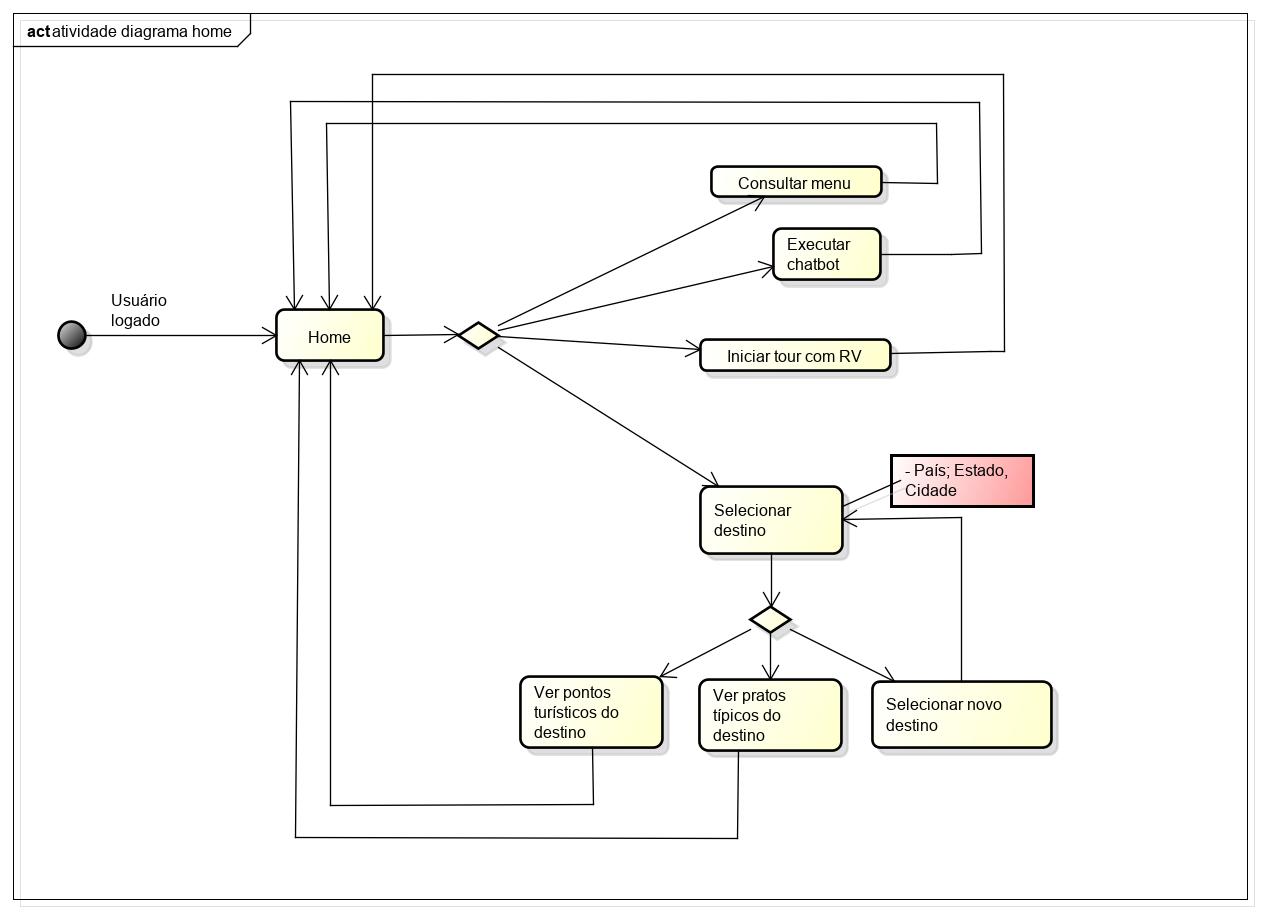 act atividade diagrama home
Consultar menu
Executar
chatbot
Usuário
logado
Home
Iniciar tour com RV
- País; Estado,
Cidade
Selecionar
destino
Ver pontos
turísticos do
destino
Ver pratos
típicos do
destino
Selecionar novo
destino